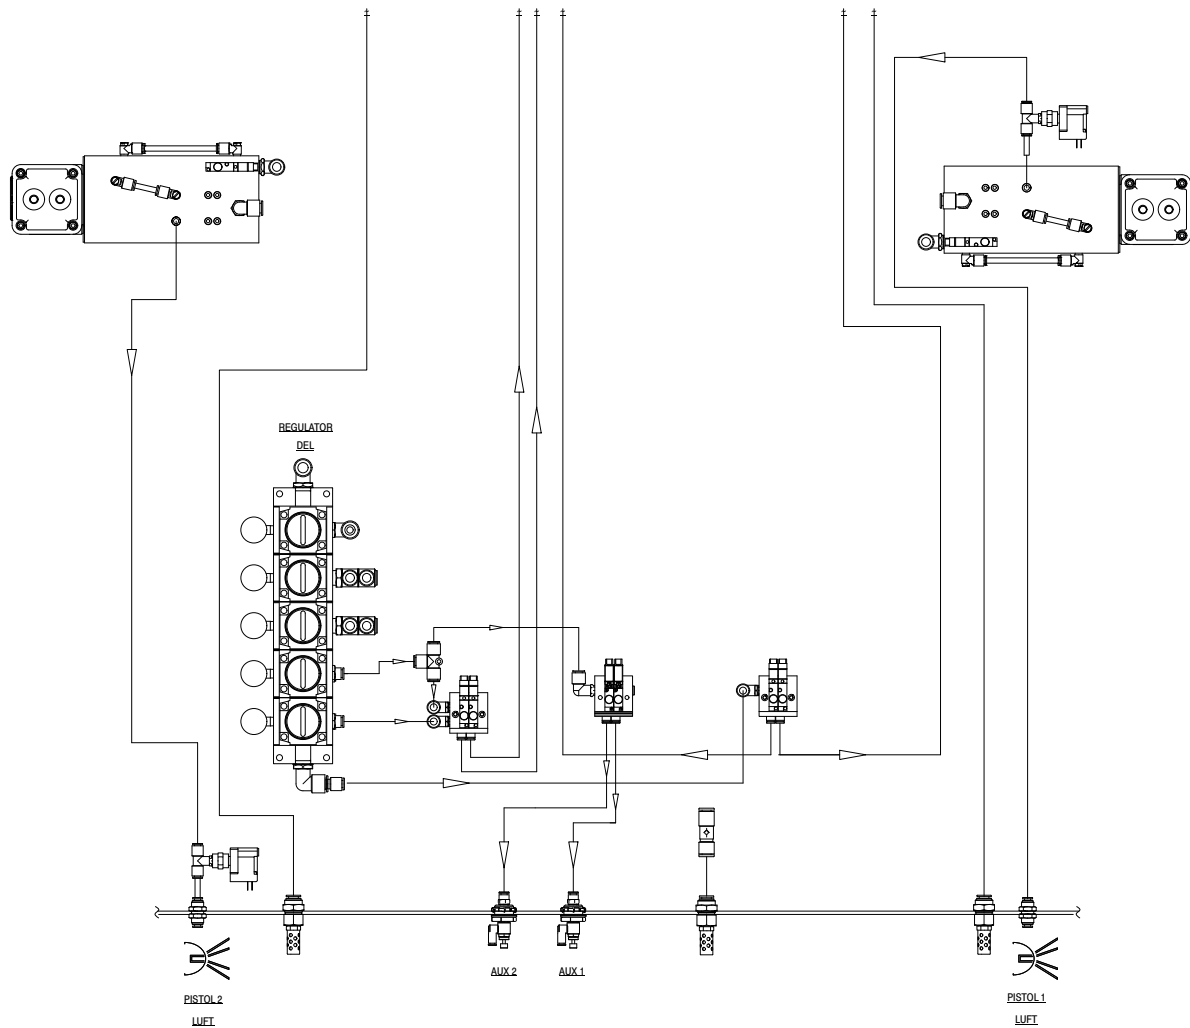 REGULATOR
DEL
AUX 2
AUX 1
PISTOL 2
LUFT
PISTOL 1
LUFT